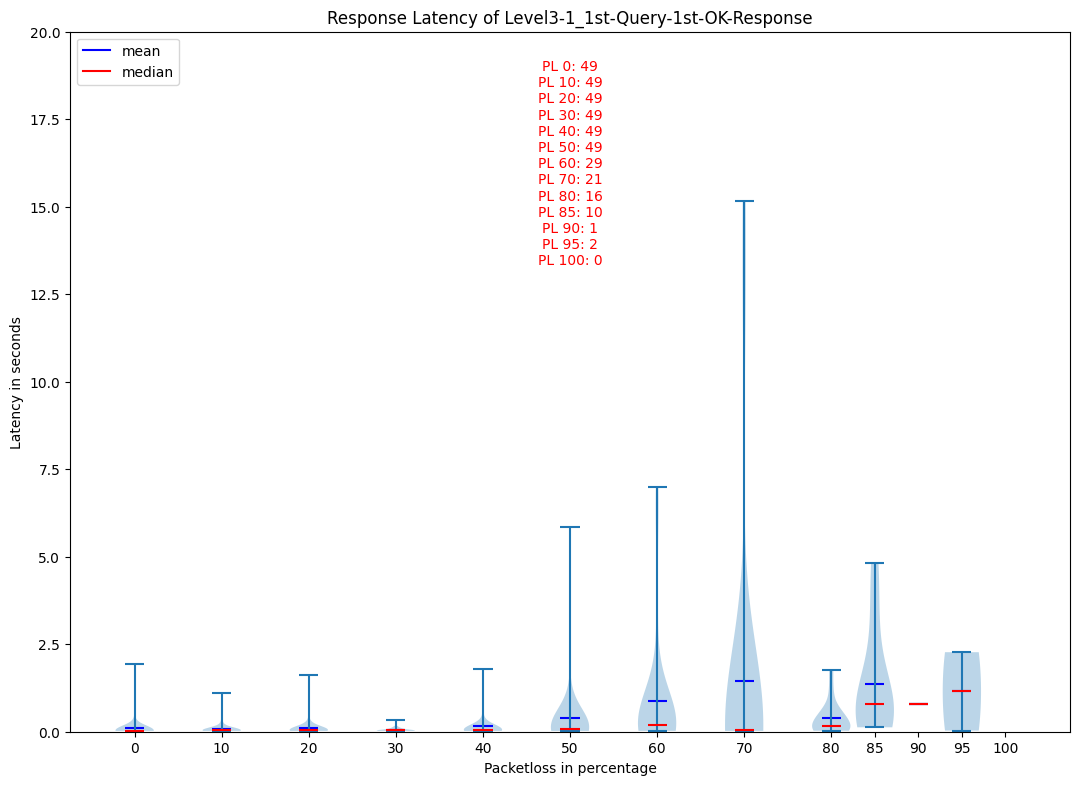 Response Latency of Level3-1_1st-Query-1st-OK-Response
mean
median
PL 0: 49
PL 10: 49
PL 20: 49
PL 30: 49
PL 40: 49
PL 50: 49
PL 60: 29
PL 70: 21
PL 80: 16
PL 85: 10
PL 90: 1
PL 95: 2
PL 100: 0
Latency in seconds
20.0
17.5
15.0
12.5
10.0
7.5
5.0
2.5
0.0
0 10 20 30 40 50 60 70 80 85 90 95 100
Packetloss in percentage